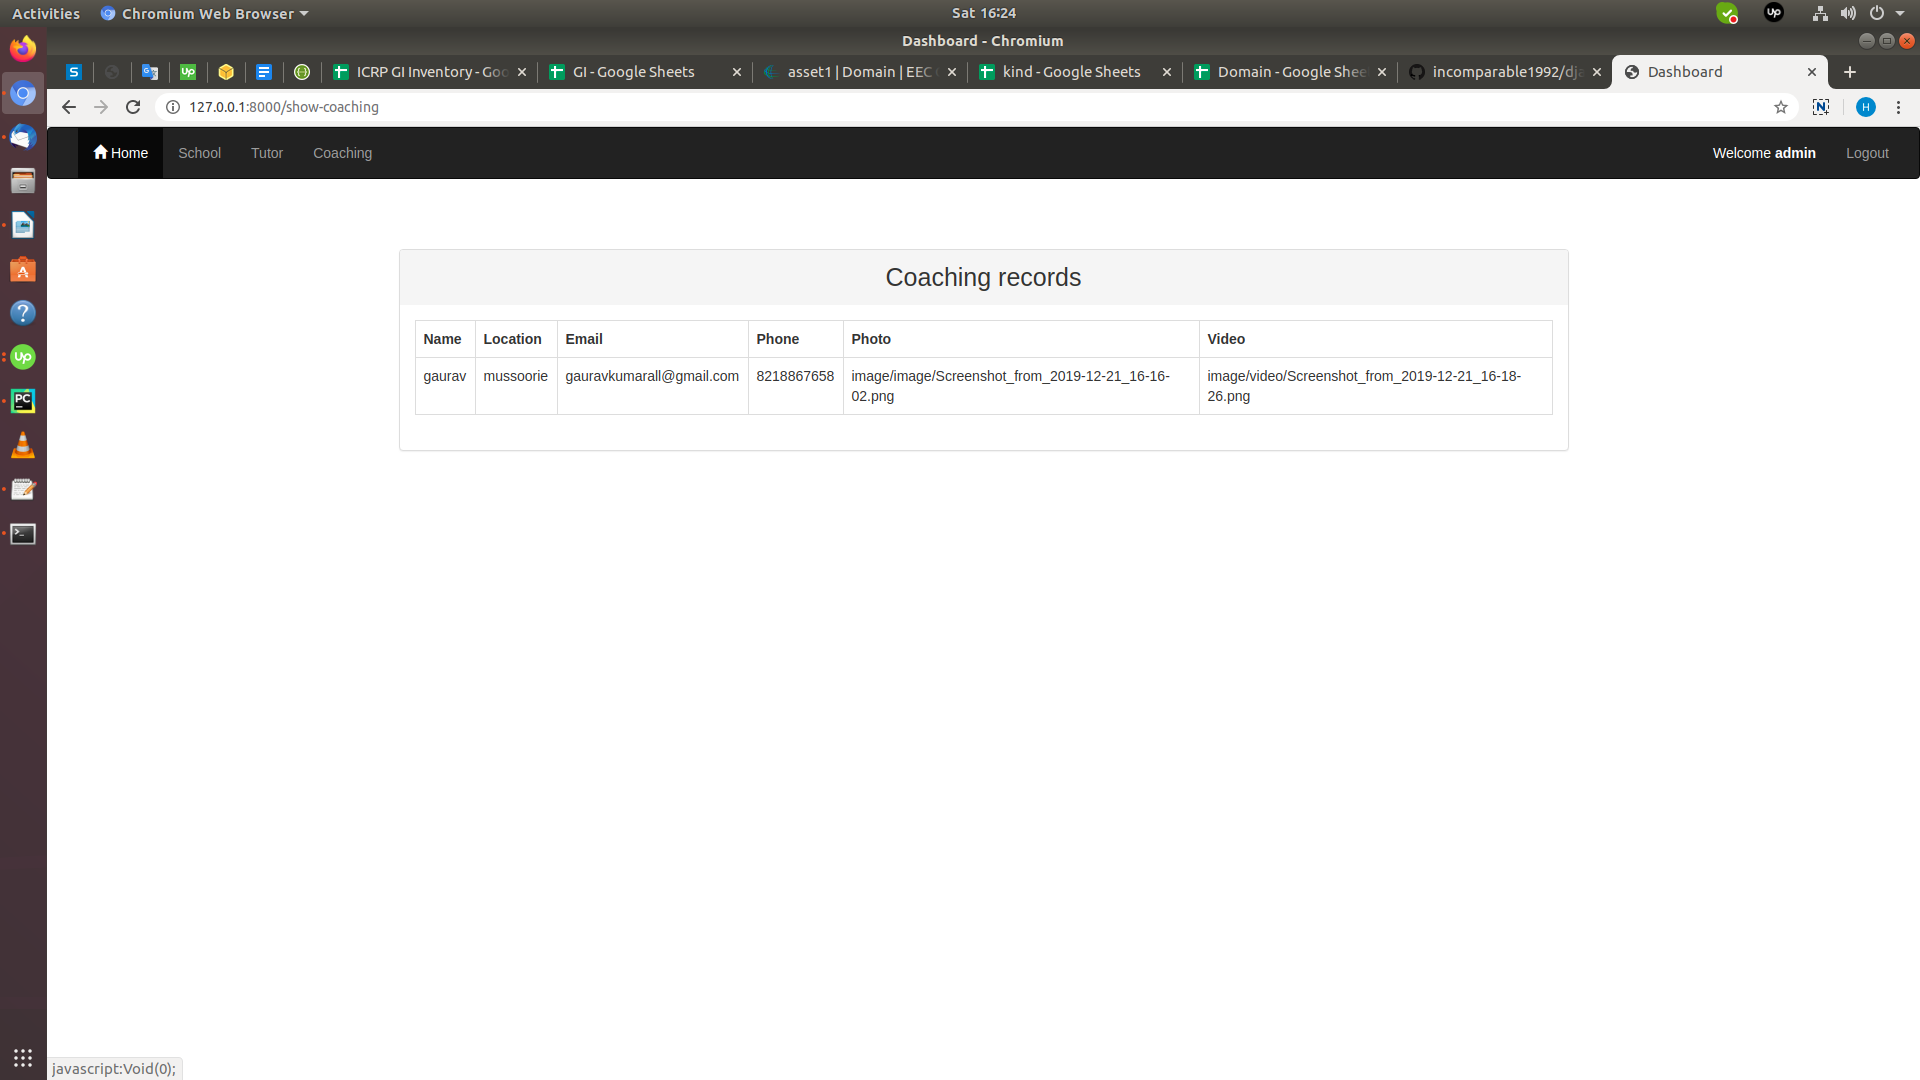 Activities
Chromium Web Browser
Sat 16:24
Dashboard - Chromium
ICRP GI Inventory - Goo
GI - Google Sheets
asset1 | Domain | EEC
kind - Google Sheets
Domain - Google Shee
incomparable1992/dja
Dashboard
127.0.0.1:8000/show-coaching
H
Home
School
Tutor
Coaching
Welcome admin
Logout
Coaching records
Name Location Email Phone Photo Video
gaurav mussoorie gauravkumarall@gmail.com 8218867658 image/image/Screenshot_from_2019-12-21_16-16- image/video/Screenshot_from_2019-12-21_16-18-
02.png 26.png
javascript:Void(0);